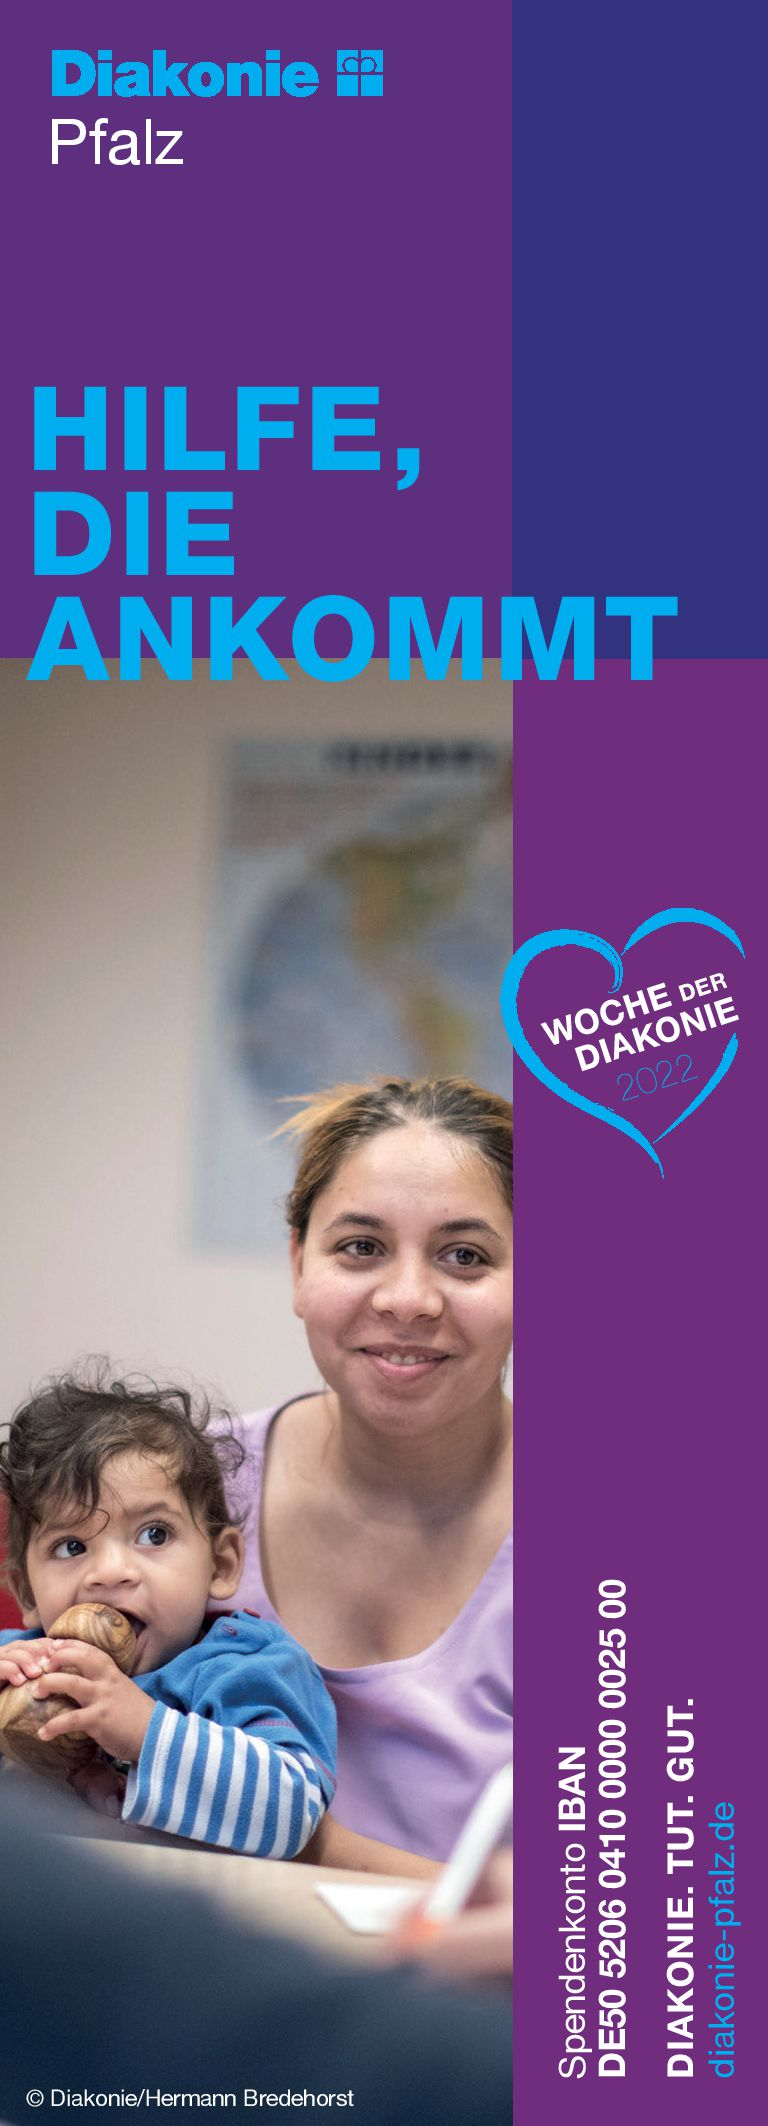 Diakonie
Pfalz
HILFE,
DIE
ANKOMMT
WOCHE DER
DIAKONIE
2022
Spendenkonto IBAN
DE50 5206 0410 0000 0025 00
DIAKONIE. TUT. GUT.
diakonie-pfalz.de
© Diakonie/Hermann Bredehorst